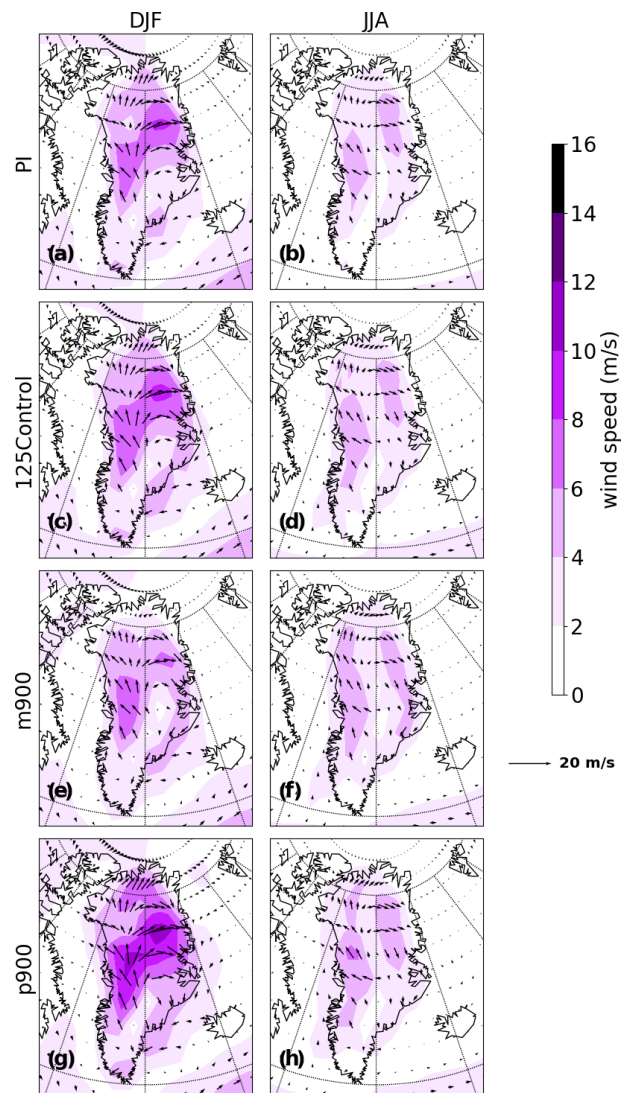 DJF JJA
PI
(a) (b)
125Control
(c) (d)
m900
(e) (f)
p900
(g) (h)
16
14
12
10
8
6
4
2
0
wind speed (m/s)
20 m/s